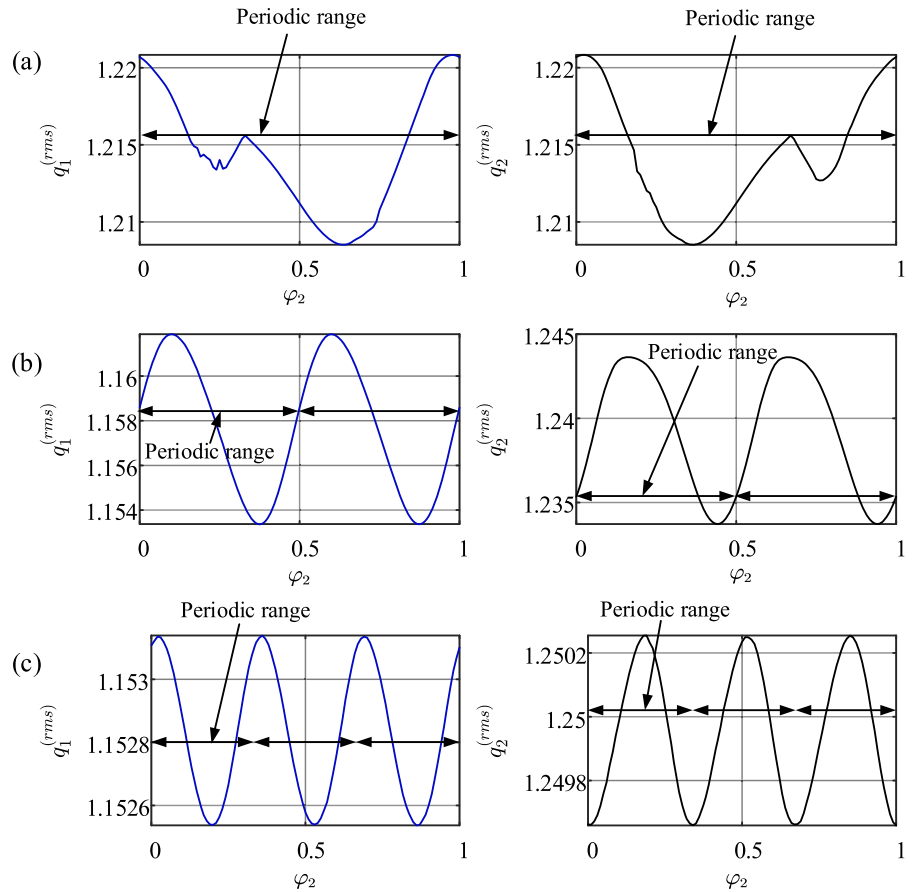 Periodic range
Periodic range
(a)
1.22
1.215
1.21
q₁⁽ʳᵐˢ⁾
0
0.5
1
φ₂
1.22
1.215
1.21
q₂⁽ʳᵐˢ⁾
0
0.5
1
φ₂
(b)
1.16
1.158
1.156
1.154
q₁⁽ʳᵐˢ⁾
Periodic range
0
0.5
1
φ₂
1.245
1.24
1.235
q₂⁽ʳᵐˢ⁾
Periodic range
0
0.5
1
φ₂
Periodic range
Periodic range
(c)
1.153
1.1528
1.1526
q₁⁽ʳᵐˢ⁾
0
0.5
1
φ₂
1.2502
1.25
1.2498
q₂⁽ʳᵐˢ⁾
0
0.5
1
φ₂